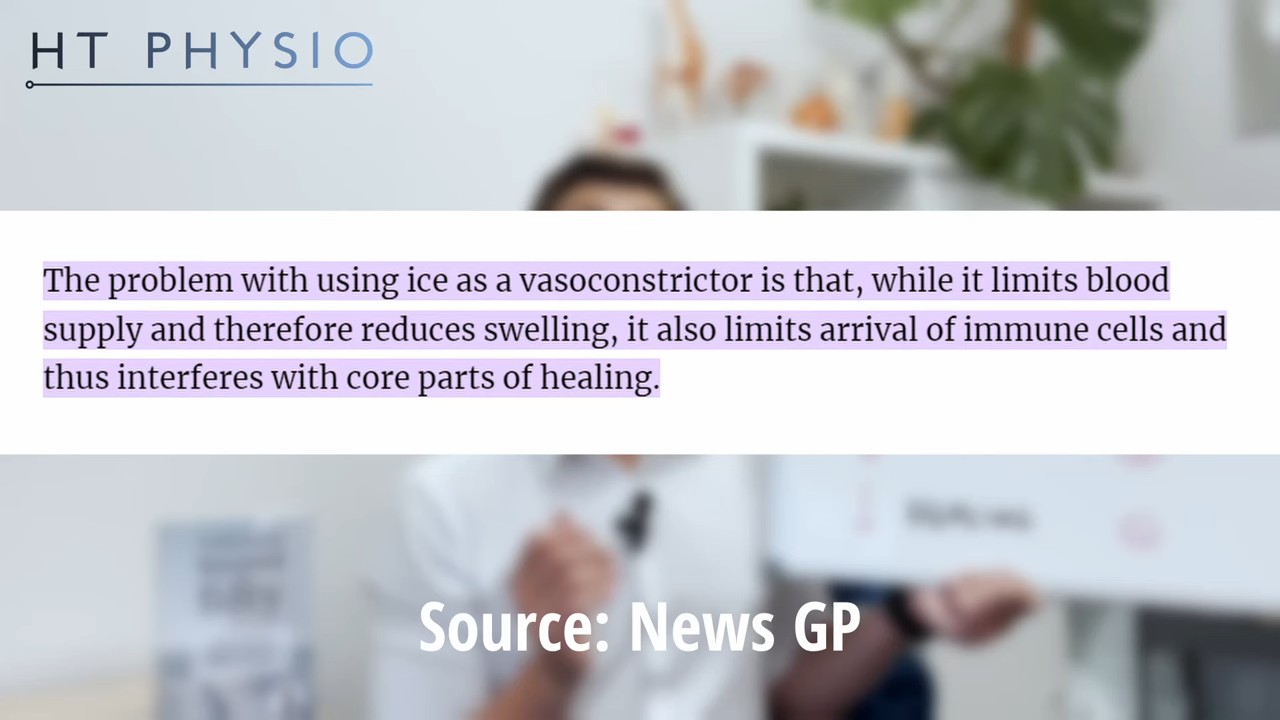 HT PHYSIO
The problem with using ice as a vasoconstrictor is that, while it limits blood
supply and therefore reduces swelling, it also limits arrival of immune cells and
thus interferes with core parts of healing.
Source: News GP